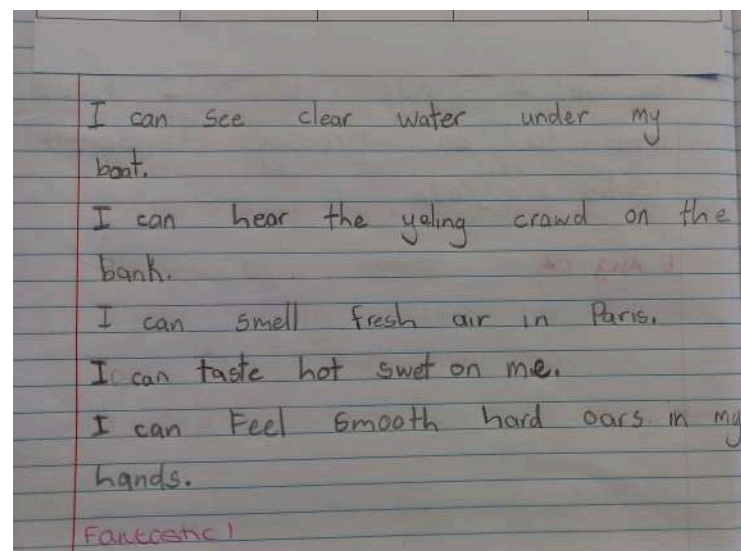 I can see clear water under my
boat.
I can hear the yeling crawd on the
bank.
I can smell fresh air in Paris.
I can taste hot swet on me.
I can Feel smooth hard oars in my
hands.
Fantastic!